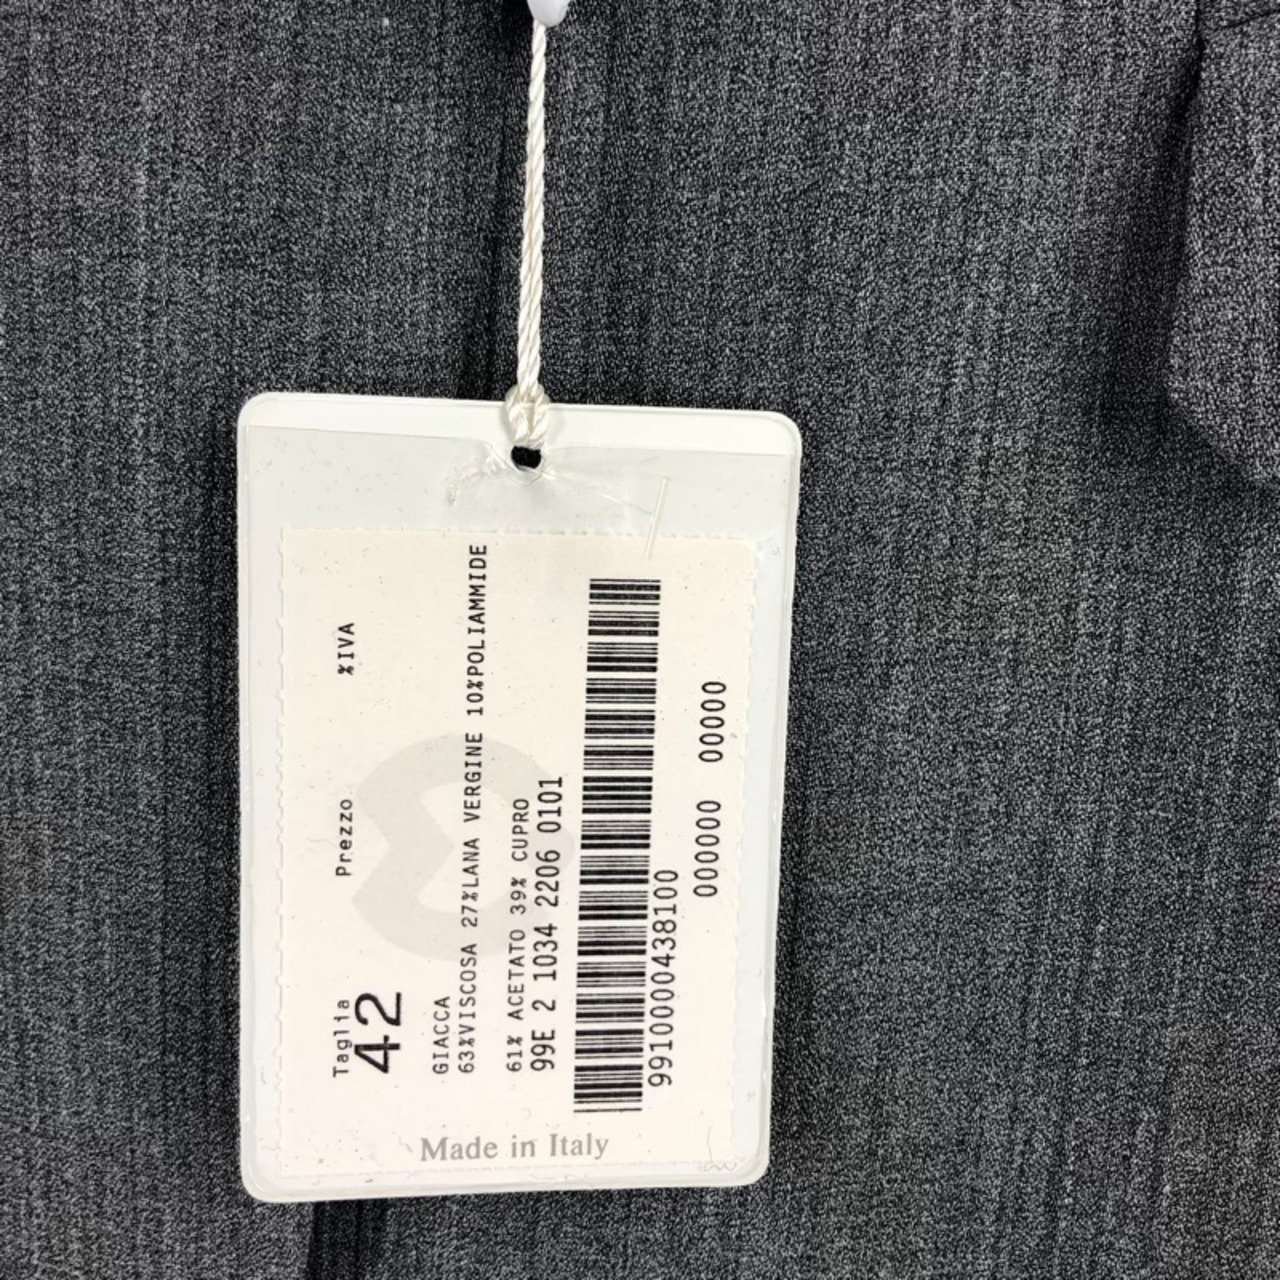 Taglia Prezzo %IVA
42
GIACCA
63%VISCOSA 27%LANA VERGINE 10%POLIAMMIDE
61% ACETATO 39% CUPRO
99E 2 1034 2206 0101
9910000438100
000000 00000
Made in Italy